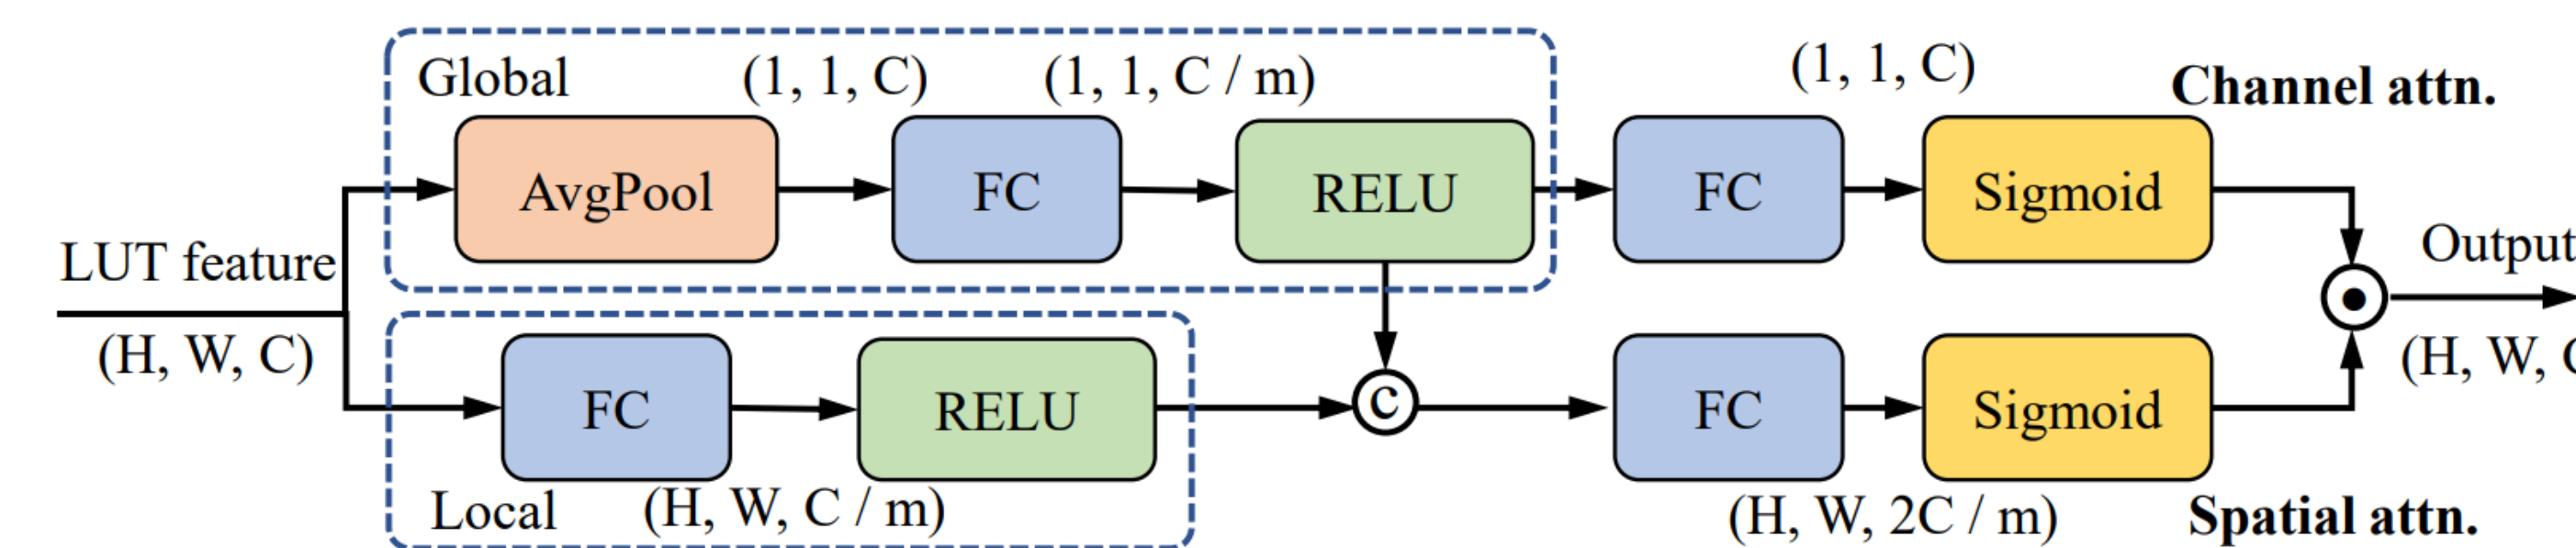 Global (1, 1, C) (1, 1, C / m) (1, 1, C) Channel attn.
AvgPool FC RELU FC Sigmoid
LUT feature
Output
(H, W, C)
(H, W,
FC RELU C FC Sigmoid
Local (H, W, C / m) (H, W, 2C / m) Spatial attn.